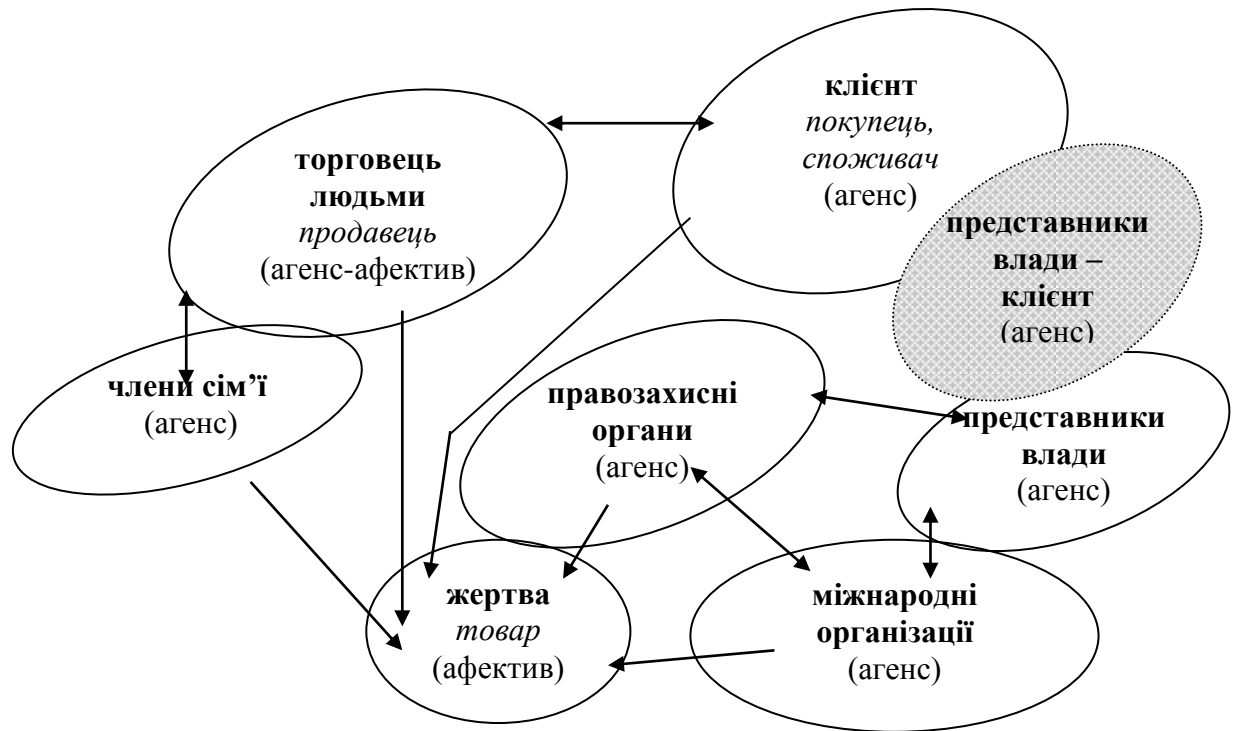 клієнт
покупець,
споживач
(агенс)
торговець
людьми
продавець
(агенс-афектив)
представники
влади –
клієнт
(агенс)
члени сім’ї
(агенс)
правозахисні
органи
(агенс)
представники
влади
(агенс)
жертва
товар
(афектив)
міжнародні
організації
(агенс)